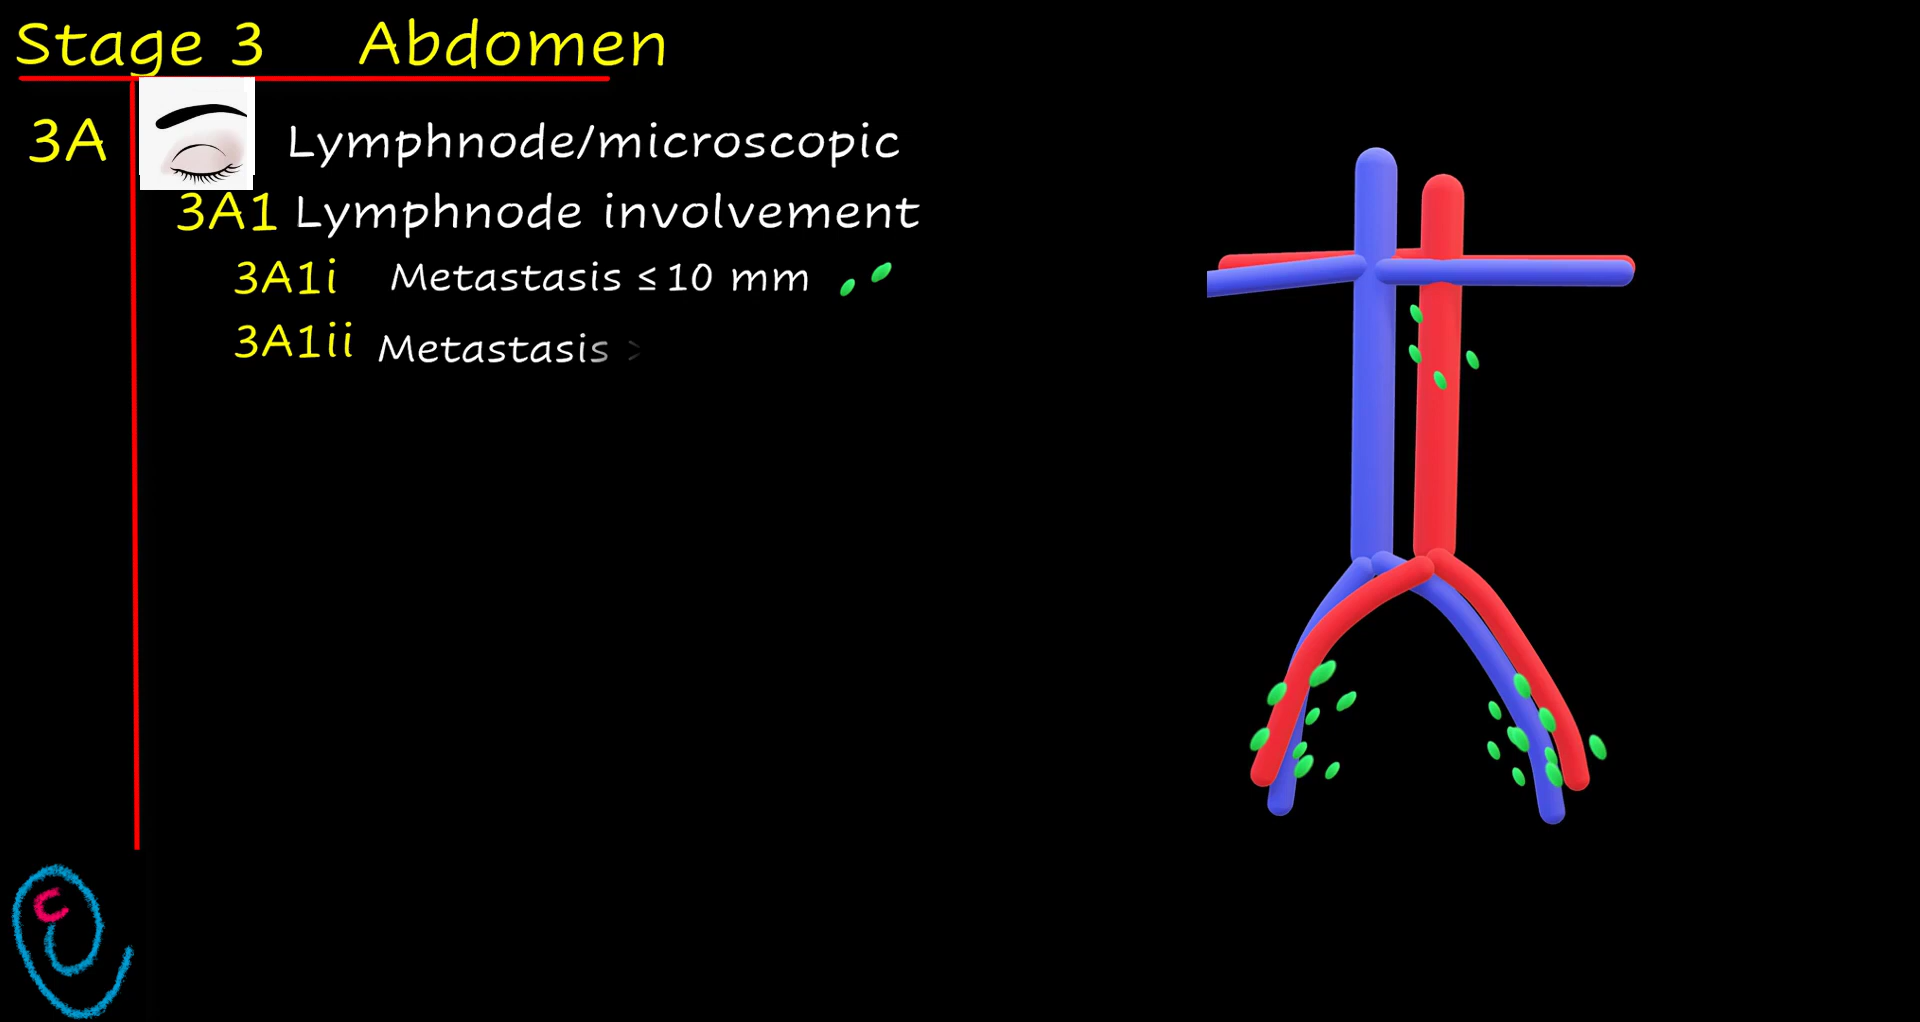 Stage 3 Abdomen
3A Lymphnode/microscopic
3A1 Lymphnode involvement
3A1i Metastasis ≤10 mm
3A1ii Metastasis >